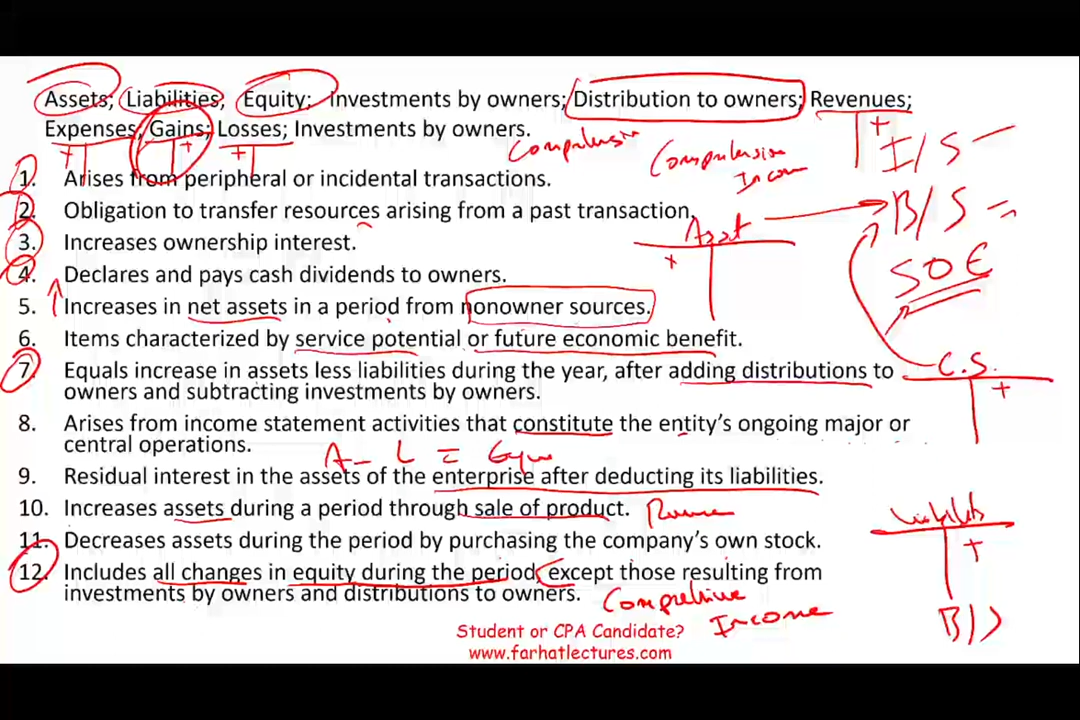 Assets; Liabilities; Equity; Investments by owners; Distribution to owners; Revenues;
Expenses; Gains; Losses; Investments by owners.
+ + + +
I/S
Comprehensive
Comprehensive
Income
1. Arises from peripheral or incidental transactions.
2. Obligation to transfer resources arising from a past transaction.
B/S
Asset
+
3. Increases ownership interest.
SOE
4. Declares and pays cash dividends to owners.
5. Increases in net assets in a period from nonowner sources.
6. Items characterized by service potential or future economic benefit.
7. Equals increase in assets less liabilities during the year, after adding distributions to
owners and subtracting investments by owners.
C.S.
+
8. Arises from income statement activities that constitute the entity's ongoing major or
central operations.
A - L = Equi
9. Residual interest in the assets of the enterprise after deducting its liabilities.
10. Increases assets during a period through sale of product.
Liabilits
+
11. Decreases assets during the period by purchasing the company's own stock.
12. Includes all changes in equity during the period, except those resulting from
investments by owners and distributions to owners.
Comprehive
Income
B/S
Student or CPA Candidate?
www.farhatlectures.com